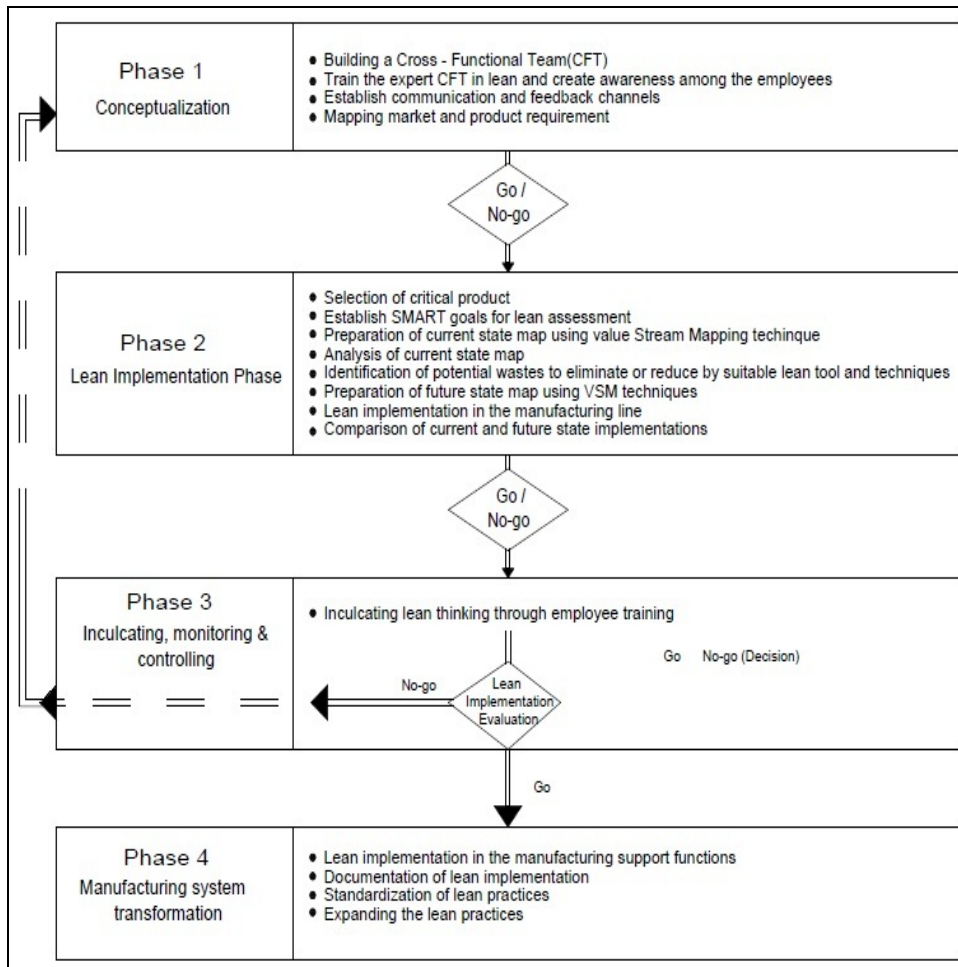 Phase 1
Conceptualization
● Building a Cross - Functional Team(CFT)
● Train the expert CFT in lean and create awareness among the employees
● Establish communication and feedback channels
● Mapping market and product requirement
Go /
No-go
Phase 2
Lean Implementation Phase
● Selection of critical product
● Establish SMART goals for lean assessment
● Preparation of current state map using value Stream Mapping techinque
● Analysis of current state map
● Identification of potential wastes to eliminate or reduce by suitable lean tool and techniques
● Preparation of future state map using VSM techniques
● Lean implementation in the manufacturing line
● Comparison of current and future state implementations
Go /
No-go
Phase 3
Inculcating, monitoring &
controlling
● Inculcating lean thinking through employee training
Go No-go (Decision)
No-go
Lean
Implementation
Evaluation
Go
Phase 4
Manufacturing system
transformation
● Lean implementation in the manufacturing support functions
● Documentation of lean implementation
● Standardization of lean practices
● Expanding the lean practices